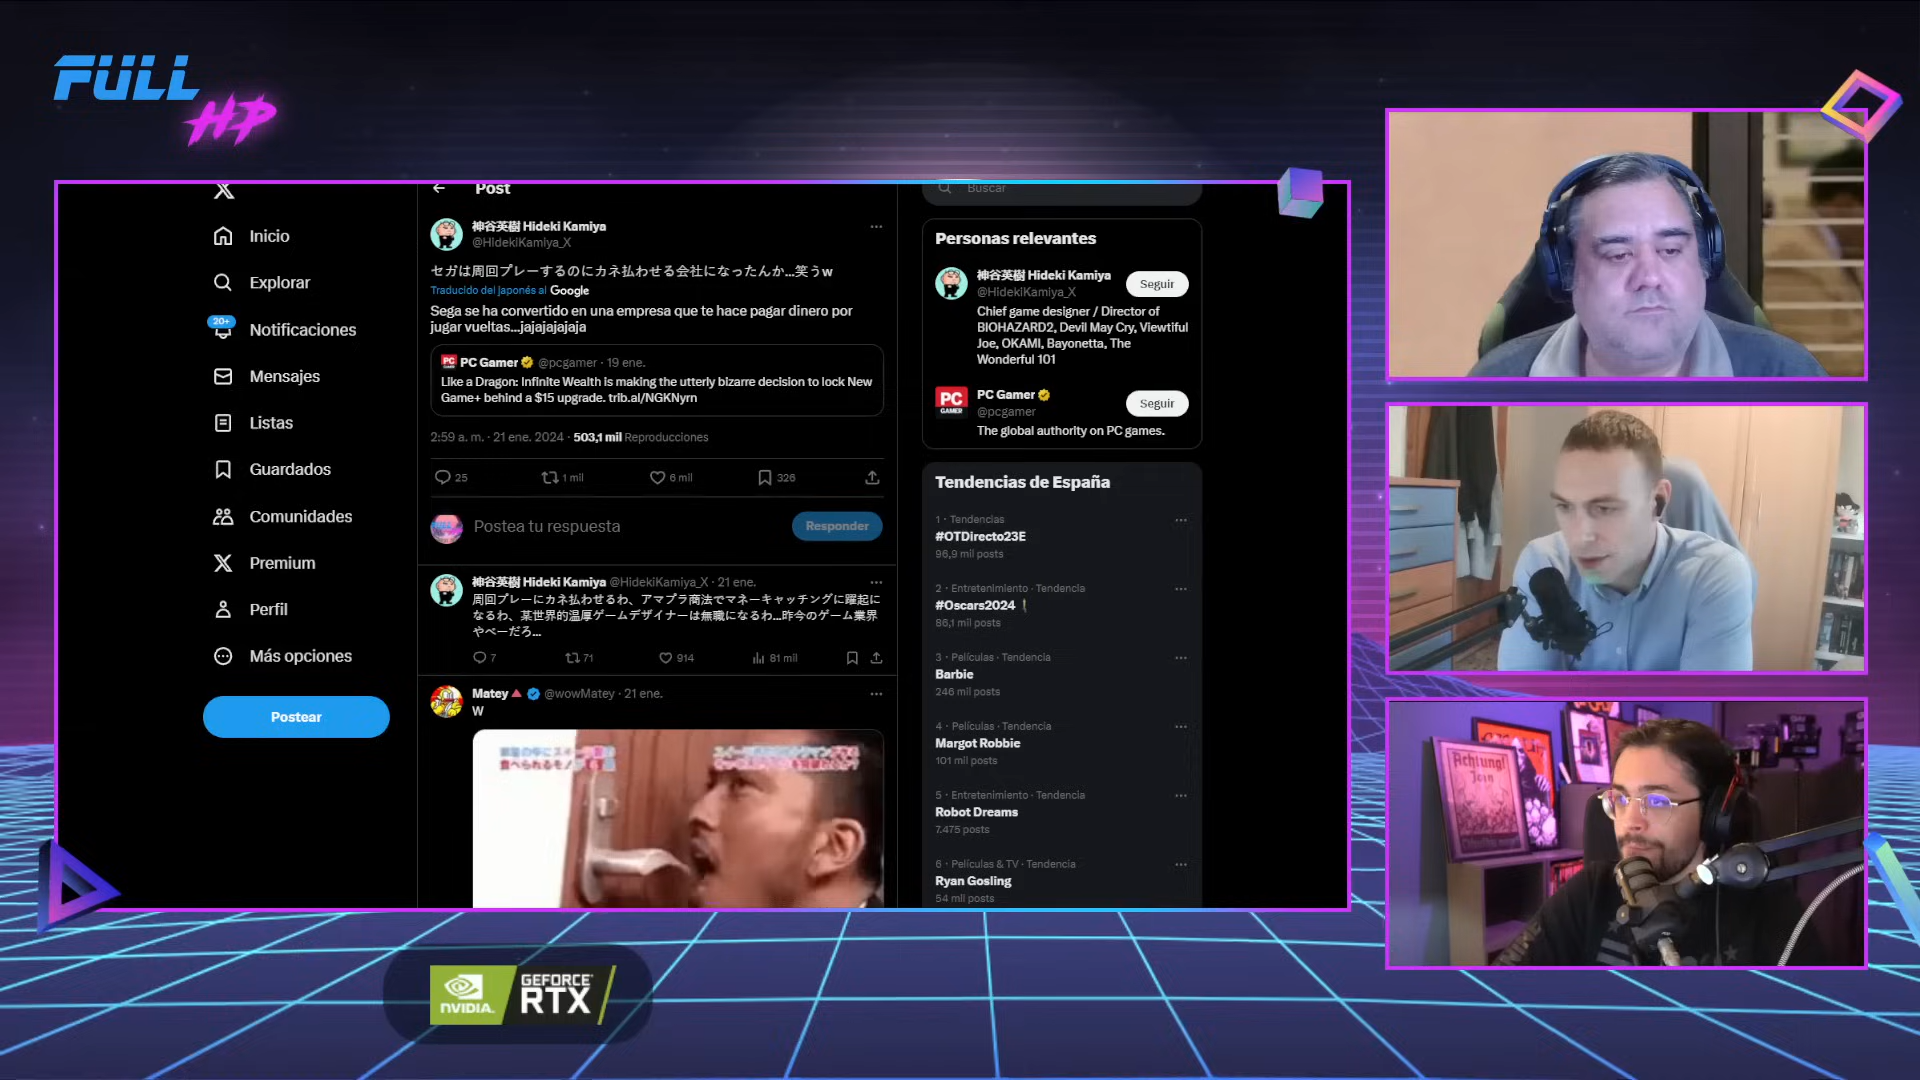 FULL
HP
Inicio
Explorar
20+
Notificaciones
Mensajes
Listas
Guardados
Comunidades
Premium
Perfil
Más opciones
Postear
Post
神谷英樹 Hideki Kamiya
@HidekiKamiya_X
セガは周回プレーするのにカネ払わせる会社になったんか...笑うw
Traducido del japonés al Google
Sega se ha convertido en una empresa que te hace pagar dinero por
jugar vueltas...jajajajajaja
PC Gamer @pcgamer · 19 ene.
Like a Dragon: Infinite Wealth is making the utterly bizarre decision to lock New
Game+ behind a $15 upgrade. trib.al/NGKNyrn
2:59 a. m. · 21 ene. 2024 · 503,1 mil Reproducciones
25
1 mil
6 mil
326
Postea tu respuesta
Responder
神谷英樹 Hideki Kamiya @HidekiKamiya_X · 21 ene.
周回プレーにカネ払わせるわ、アマプラ商法でマネーキャッチングに躍起に
なるわ、某世界的温厚ゲームデザイナーは無職になるわ...昨今のゲーム業界
やべーだろ...
7
71
914
81 mil
Matey @wowMatey · 21 ene.
W
Buscar
Personas relevantes
神谷英樹 Hideki Kamiya
@HidekiKamiya_X
Seguir
Chief game designer / Director of
BIOHAZARD2, Devil May Cry, Viewtiful
Joe, OKAMI, Bayonetta, The
Wonderful 101
PC GAMER
PC Gamer
@pcgamer
Seguir
The global authority on PC games.
Tendencias de España
1 · Tendencias
#OTDirecto23E
96,9 mil posts
2 · Entretenimiento · Tendencia
#Oscars2024
86,1 mil posts
3 · Películas · Tendencia
Barbie
246 mil posts
4 · Películas · Tendencia
Margot Robbie
101 mil posts
5 · Entretenimiento · Tendencia
Robot Dreams
7.475 posts
6 · Películas & TV · Tendencia
Ryan Gosling
54 mil posts
Achtung!
Join
NVIDIA.
GEFORCE
RTX